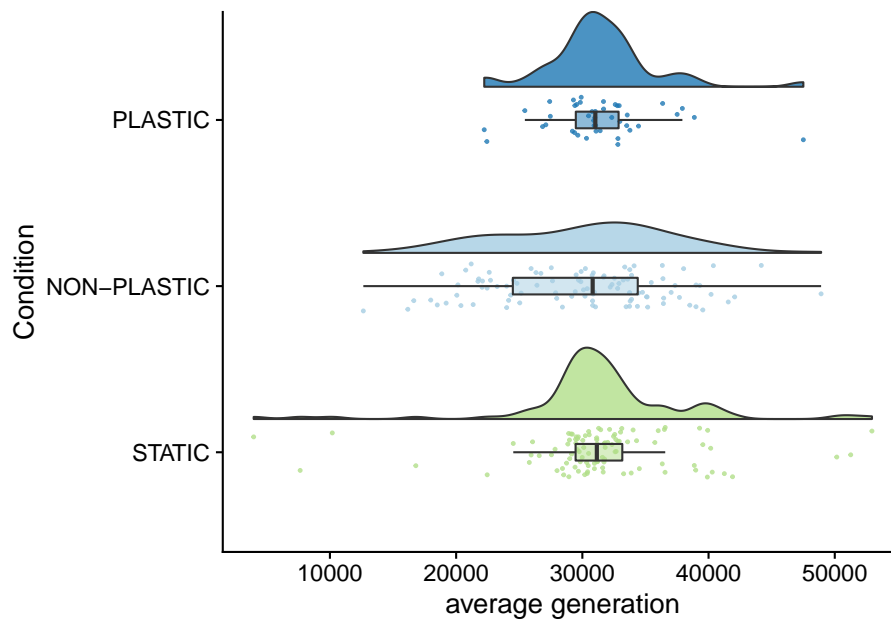 PLASTIC
NON−PLASTIC
STATIC
Condition
10000 20000 30000 40000 50000
average generation